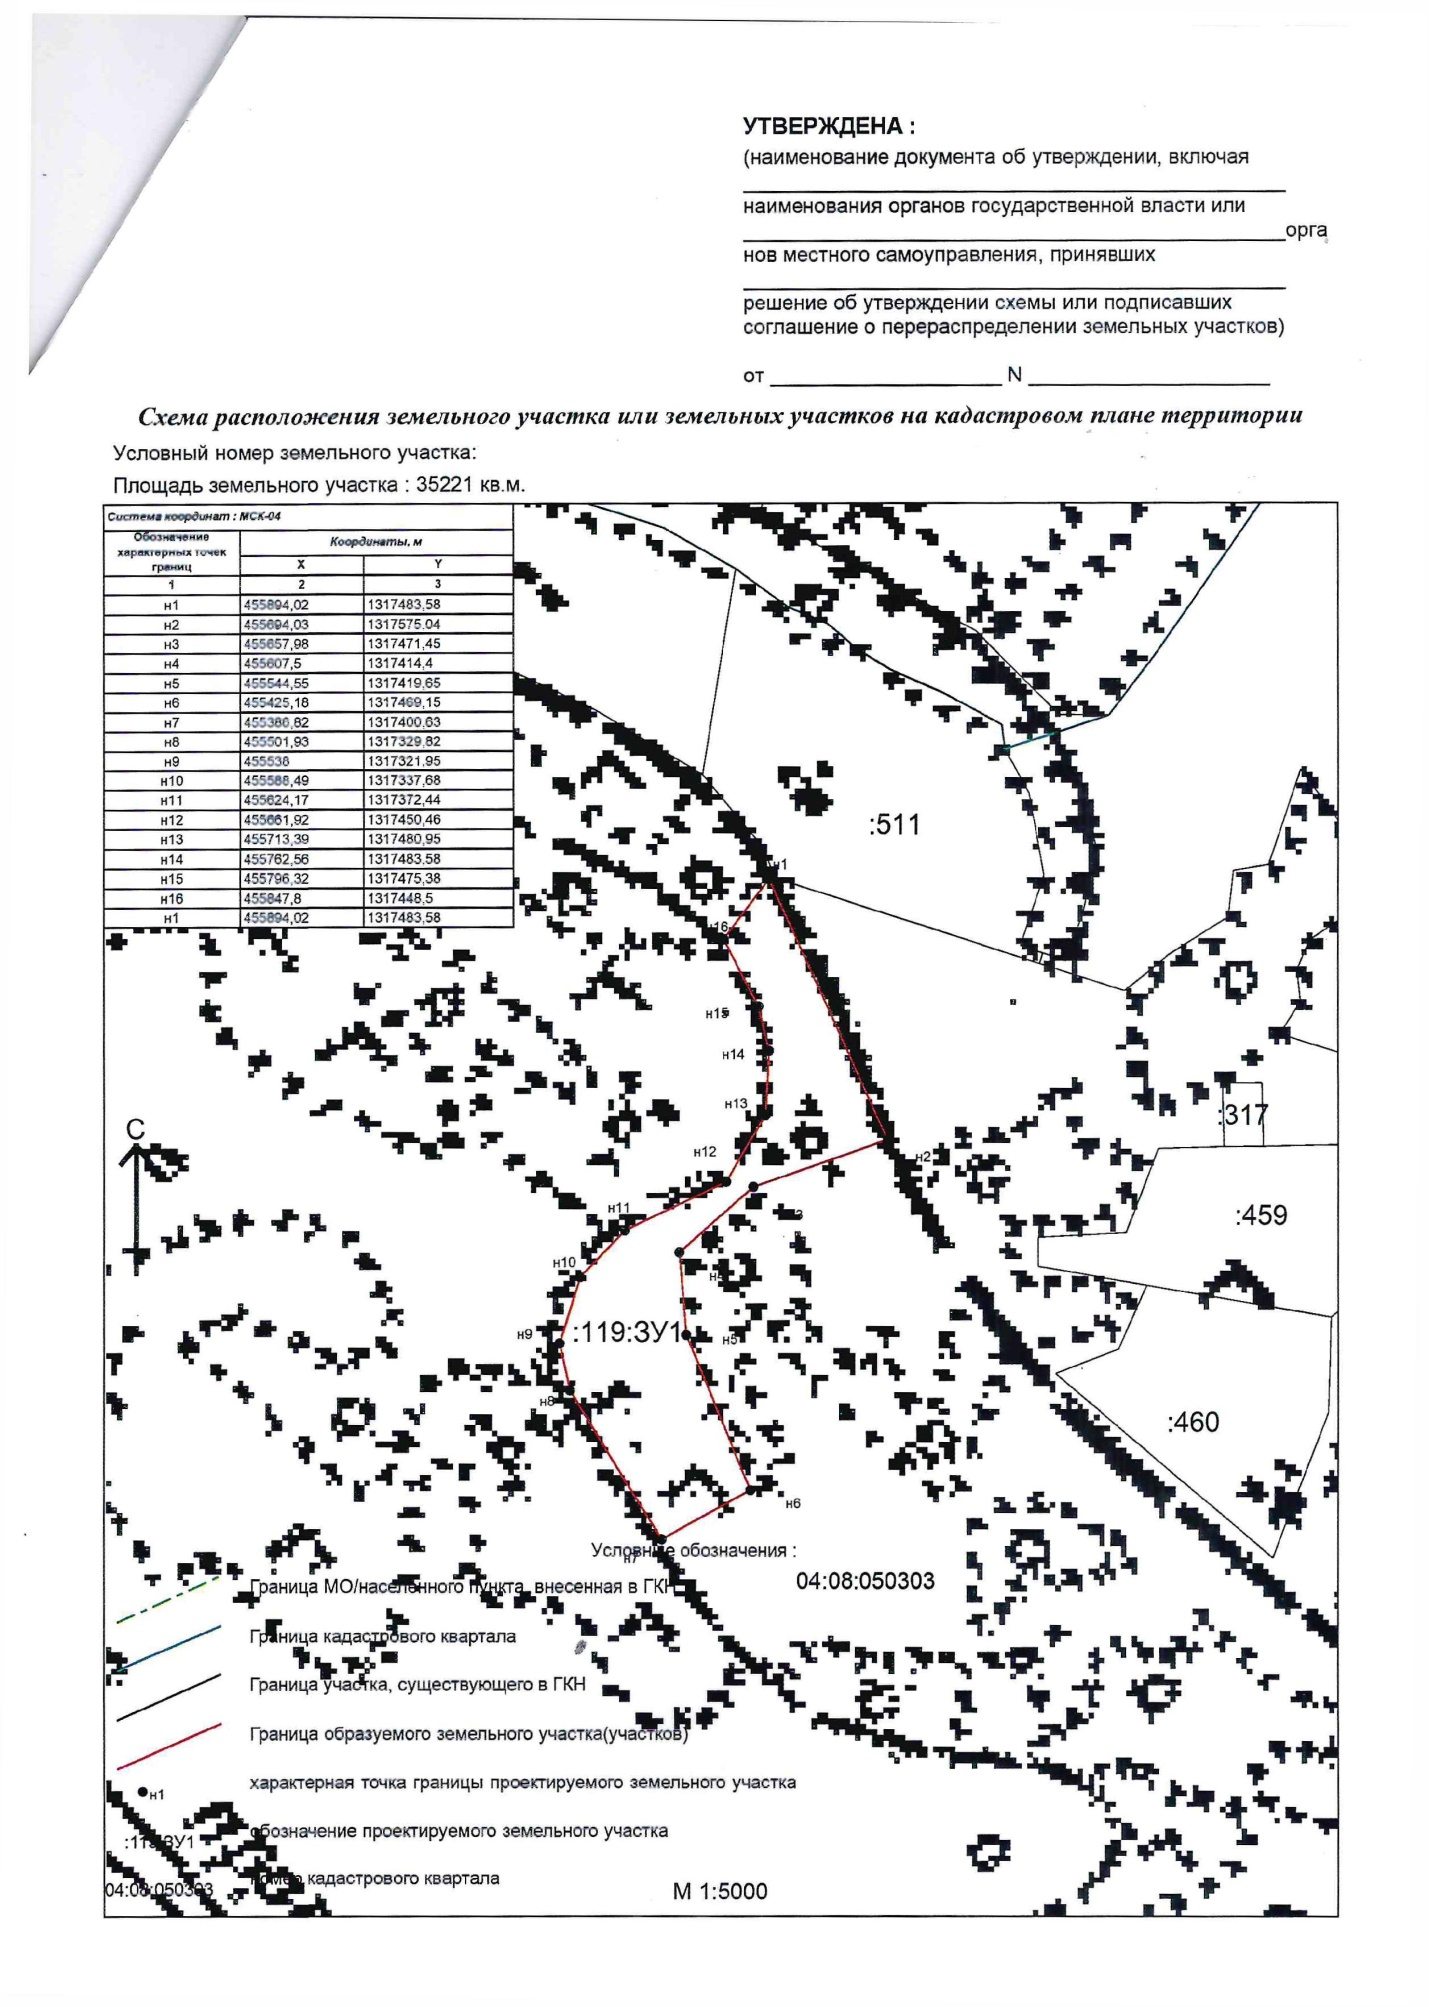 УТВЕРЖДЕНА :
(наименование документа об утверждении, включая
наименования органов государственной власти или
орга
нов местного самоуправления, принявших
решение об утверждении схемы или подписавших
соглашение о перераспределении земельных участков)
от N
Схема расположения земельного участка или земельных участков на кадастровом плане территории
Условный номер земельного участка:
Площадь земельного участка : 35221 кв.м.
Система координат : МСК-04
Обозначение характерных точек границ Координаты, м
X Y
1 2 3
н1 455894,02 1317483,58
н2 455694,03 1317575.04
н3 455657,98 1317471,45
н4 455607,5 1317414,4
н5 455544,55 1317419,65
н6 455425,18 1317469,15
н7 455386,82 1317400,63
н8 455501,93 1317329,82
н9 455538 1317321,95
н10 455588,49 1317337,68
н11 455624,17 1317372,44
н12 455661,92 1317450,46
н13 455713,39 1317480,95
н14 455762,56 1317483,58
н15 455796,32 1317475,38
н16 455847,8 1317448,5
н1 455894,02 1317483,58
:511
н1
н16
н15
н14
:317
н13
С
н12
н2
н11
:459
н10
н4
н9
:119:ЗУ1
н5
н8
:460
н6
н7
Условные обозначения :
04:08:050303
Граница МО/населенного пункта, внесенная в ГКН
Граница кадастрового квартала
Граница участка, существующего в ГКН
Граница образуемого земельного участка(участков)
н1 характерная точка границы проектируемого земельного участка
:119:ЗУ1 обозначение проектируемого земельного участка
04:08:050303 номер кадастрового квартала
М 1:5000